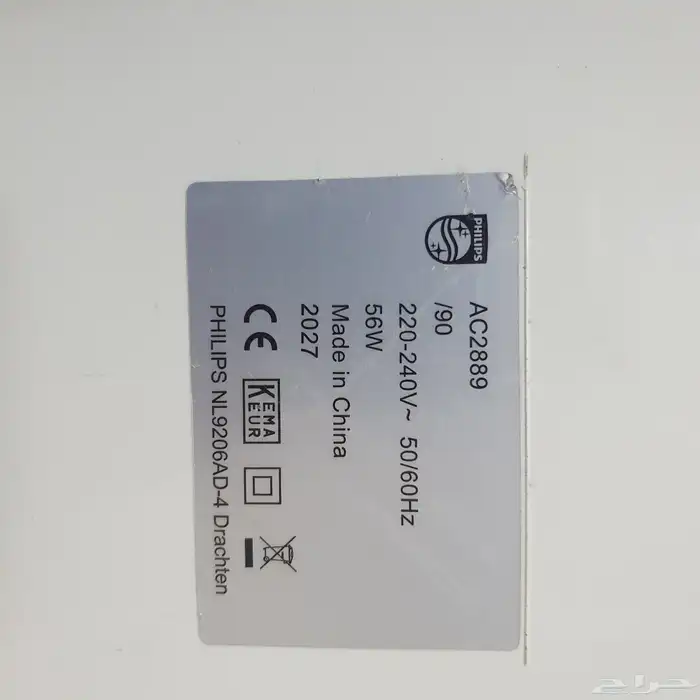 PHILIPS
AC2889
/90
220-240V~ 50/60Hz
56W
Made in China
2027
CE KEMA KEUR
PHILIPS NL9206AD-4 Drachten
حراج